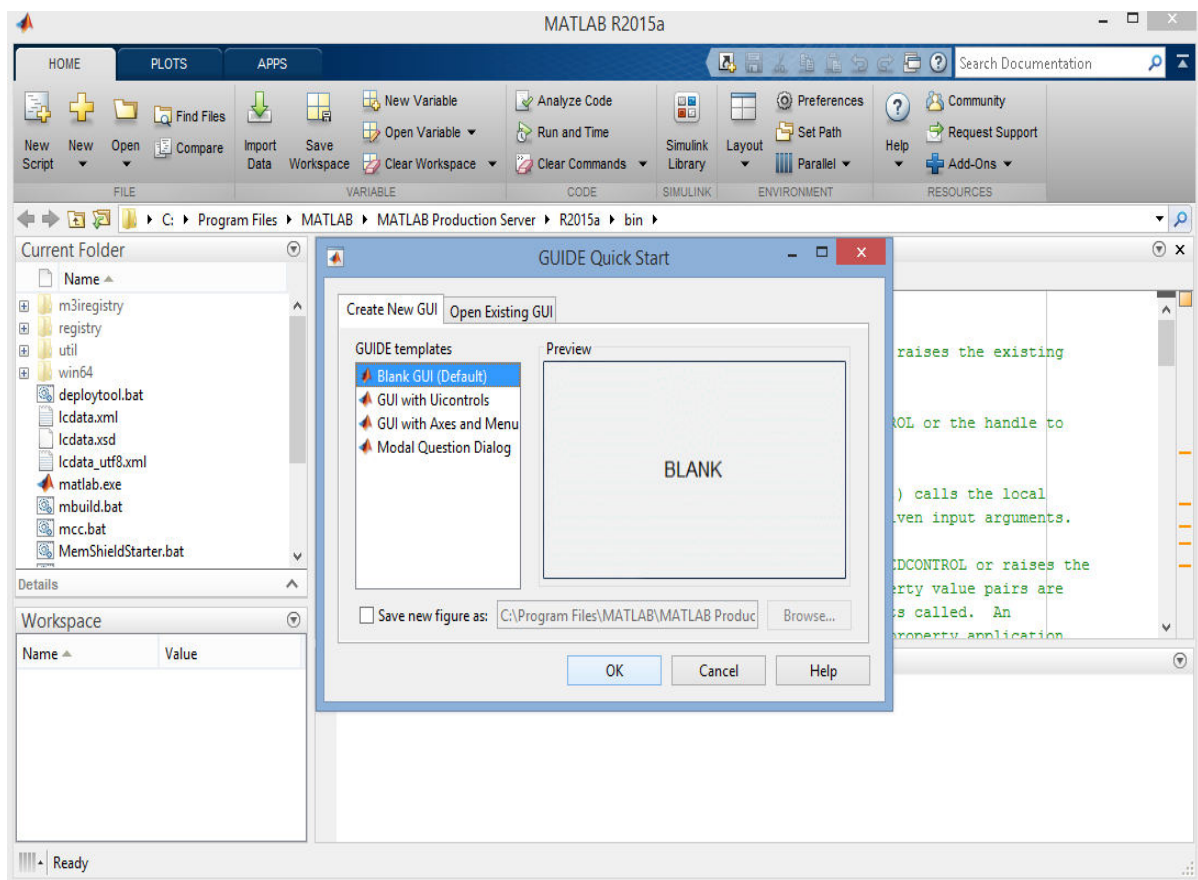 MATLAB R2015a
HOME PLOTS APPS
Search Documentation
New Script
New
Open
Find Files
Compare
Import Data
Save Workspace
New Variable
Open Variable
Clear Workspace
Analyze Code
Run and Time
Clear Commands
Simulink Library
Layout
Preferences
Set Path
Parallel
Help
Community
Request Support
Add-Ons
FILE VARIABLE CODE SIMULINK ENVIRONMENT RESOURCES
C: Program Files MATLAB MATLAB Production Server R2015a bin
Current Folder
Name
m3iregistry
registry
util
win64
deploytool.bat
lcdata.xml
lcdata.xsd
lcdata_utf8.xml
matlab.exe
mbuild.bat
mcc.bat
MemShieldStarter.bat
Details
Workspace
Name Value
GUIDE Quick Start
Create New GUI Open Existing GUI
GUIDE templates
Blank GUI (Default)
GUI with Uicontrols
GUI with Axes and Menu
Modal Question Dialog
Preview
BLANK
Save new figure as: C:\Program Files\MATLAB\MATLAB Produc Browse...
OK Cancel Help
raises the existing
or the handle to
) calls the local
input arguments.
or raises the
value pairs are
called. An
property application
Ready